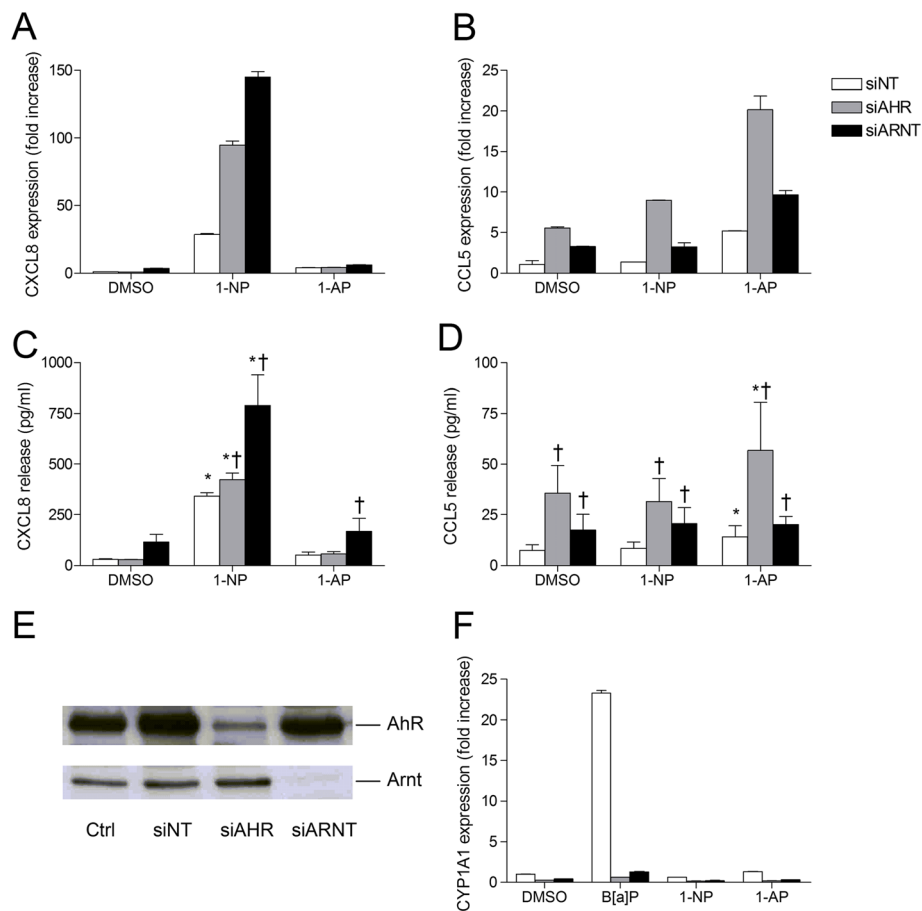 A
CXCL8 expression (fold increase)
150
100
50
0
DMSO 1-NP 1-AP
B
CCL5 expression (fold increase)
25
20
15
10
5
0
DMSO 1-NP 1-AP
siNT
siAHR
siARNT
C
CXCL8 release (pg/ml)
1000
750
500
250
0
* *† *† †
DMSO 1-NP 1-AP
D
CCL5 release (pg/ml)
100
75
50
25
0
† † † † * *† †
DMSO 1-NP 1-AP
E
AhR
Arnt
Ctrl siNT siAHR siARNT
F
CYP1A1 expression (fold increase)
25
20
15
10
5
0
DMSO B[a]P 1-NP 1-AP